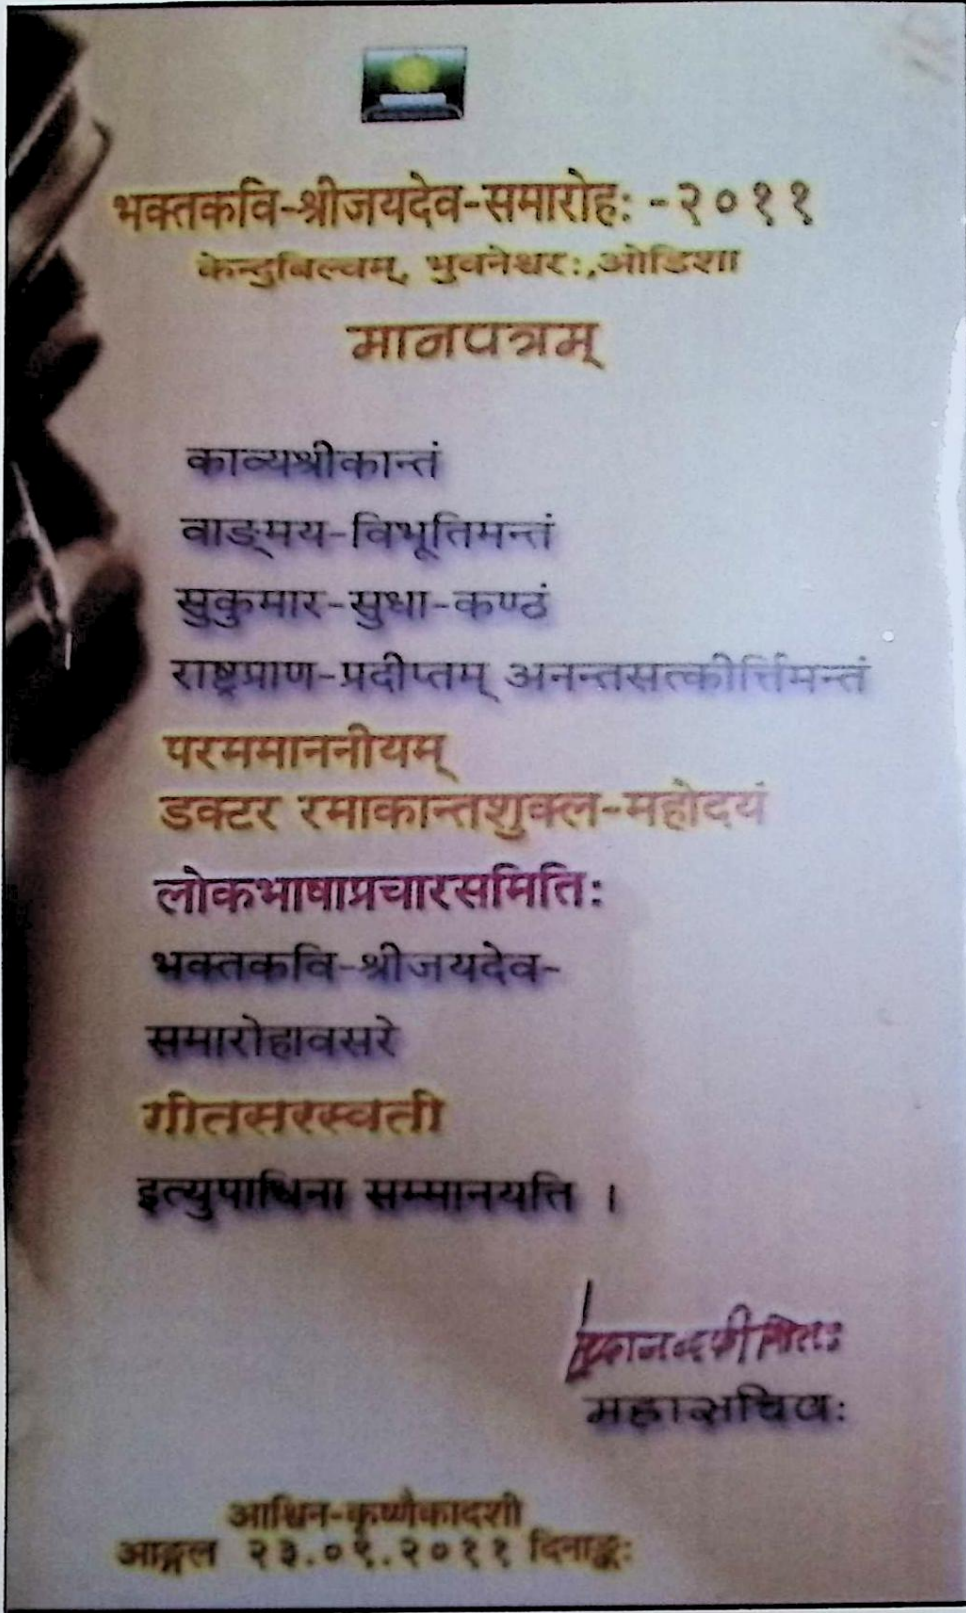 भक्तकवि-श्रीजयदेव-समारोहः -२०११
केन्दुबिल्वम्, भुवनेश्वरः,ओडिशा
मानपत्रम्
काव्यश्रीकान्तं
वाङ्मय-विभूतिमन्तं
सुकुमार-सुधा-कण्ठं
राष्ट्रप्राण-प्रदीप्तम् अनन्तसत्कीर्त्तिमन्तं
परममाननीयम्
डक्टर रमाकान्तशुक्ल-महोदयं
लोकभाषाप्रचारसमितिः
भक्तकवि-श्रीजयदेव-
समारोहावसरे
गीतसरस्वती
इत्युपाधिना सम्मानयति ।
महासचिवः
आश्विन-कृष्णैकादशी
आङ्गल २३.०९.२०११ दिनाङ्कः